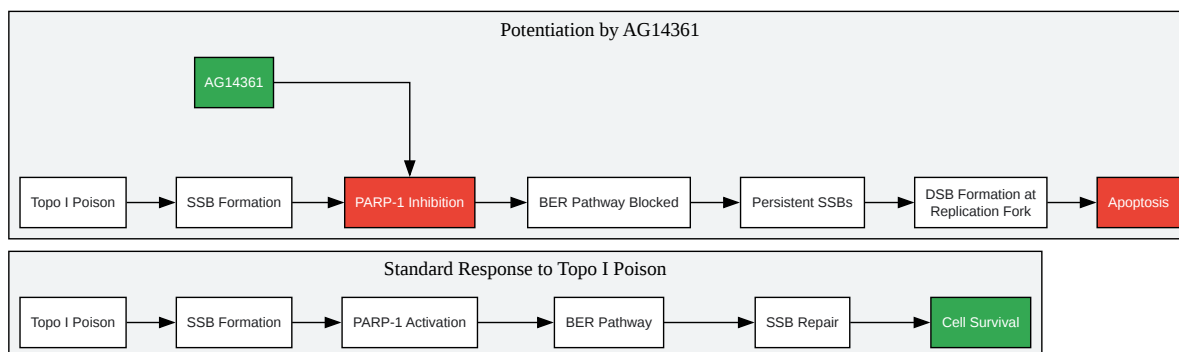 Potentiation by AG14361
AG14361
Topo I Poison
SSB Formation
PARP-1 Inhibition
BER Pathway Blocked
Persistent SSBs
DSB Formation at
Replication Fork
Apoptosis
Standard Response to Topo I Poison
Topo I Poison
SSB Formation
PARP-1 Activation
BER Pathway
SSB Repair
Cell Survival